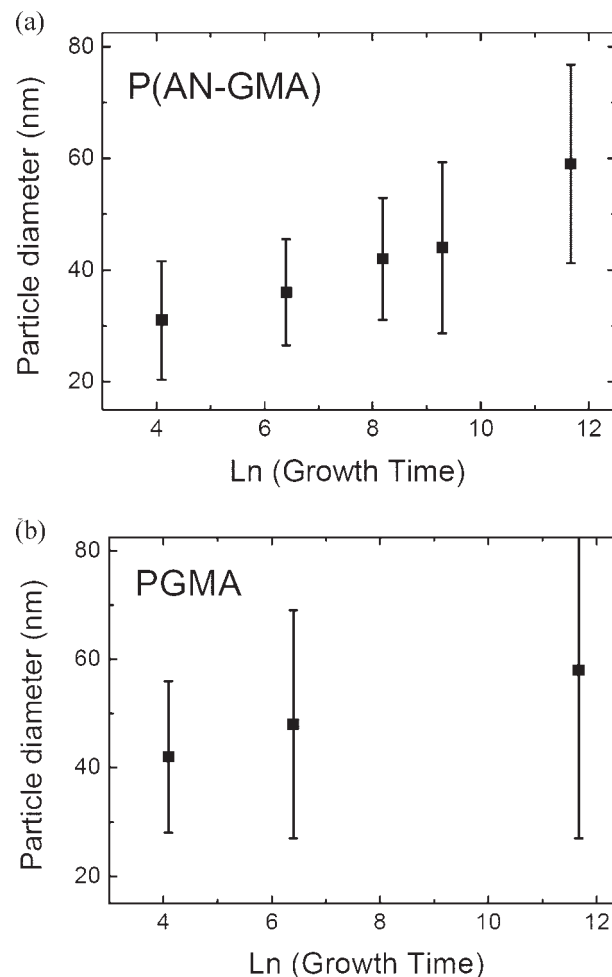 (a)
P(AN-GMA)
Particle diameter (nm)
80
60
40
20
4 6 8 10 12
Ln (Growth Time)
(b)
PGMA
Particle diameter (nm)
80
60
40
20
4 6 8 10 12
Ln (Growth Time)